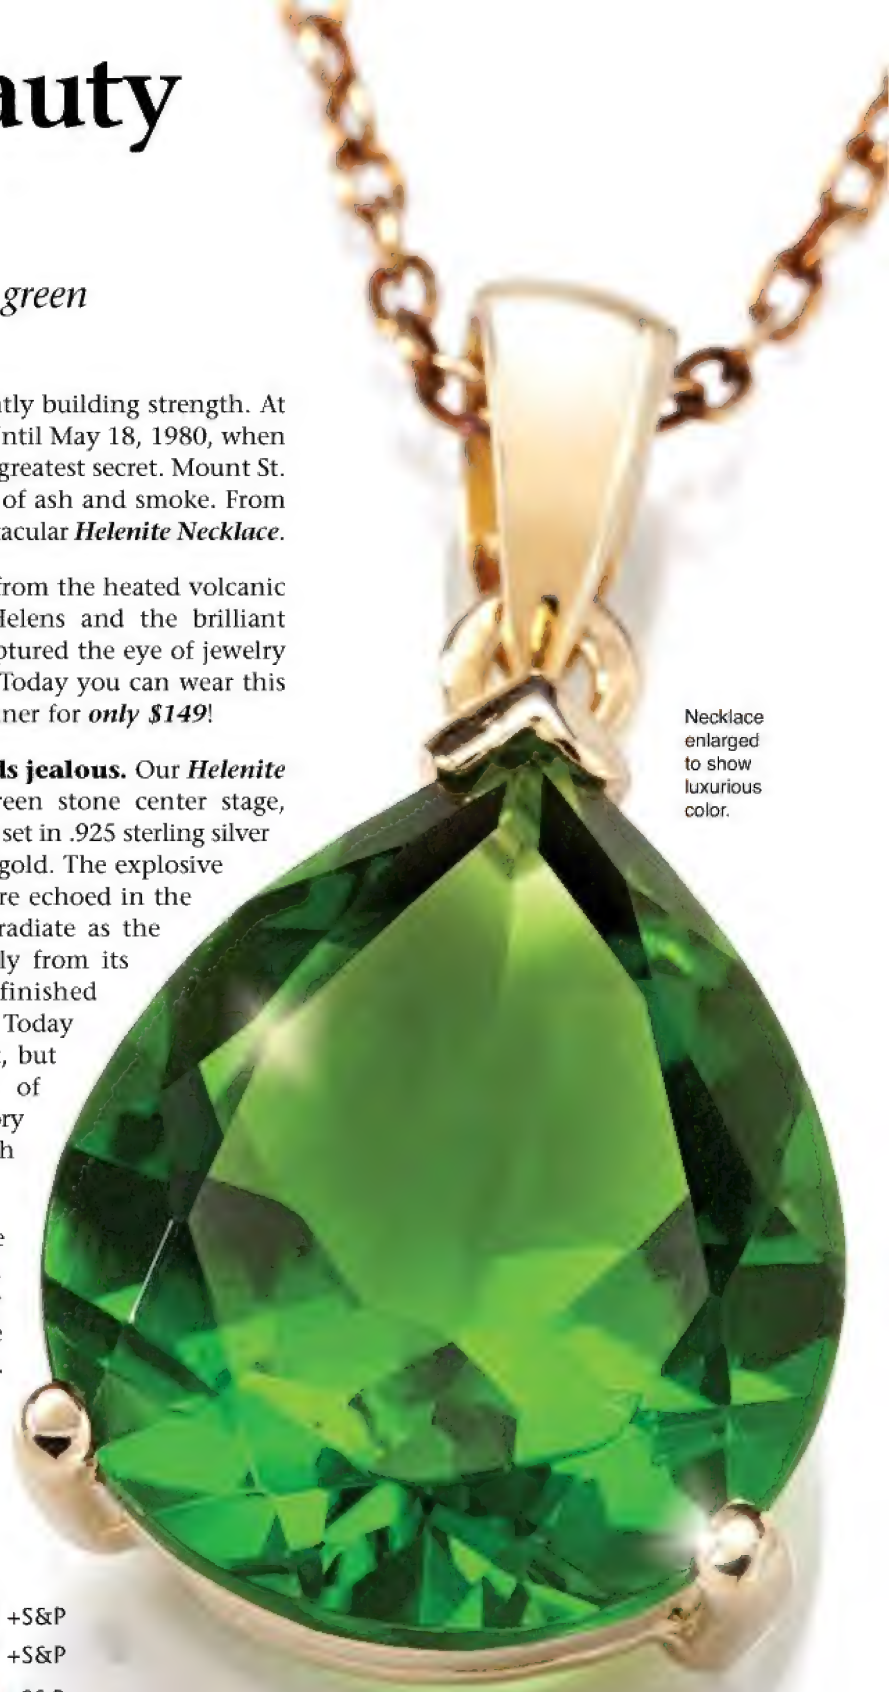 auty
green
tly building strength. At
ntil May 18, 1980, when
greatest secret. Mount St.
of ash and smoke. From
acular Helenite Necklace.
from the heated volcanic
Helens and the brilliant
ptured the eye of jewelry
Today you can wear this
ner for only $149!
ls jealous. Our Helenite
reen stone center stage,
set in .925 sterling silver
gold. The explosive
re echoed in the
radiate as the
ly from its
finished
Today
, but
of
ry
h
e
e
Necklace
enlarged
to show
luxurious
color.
+S&P
+S&P